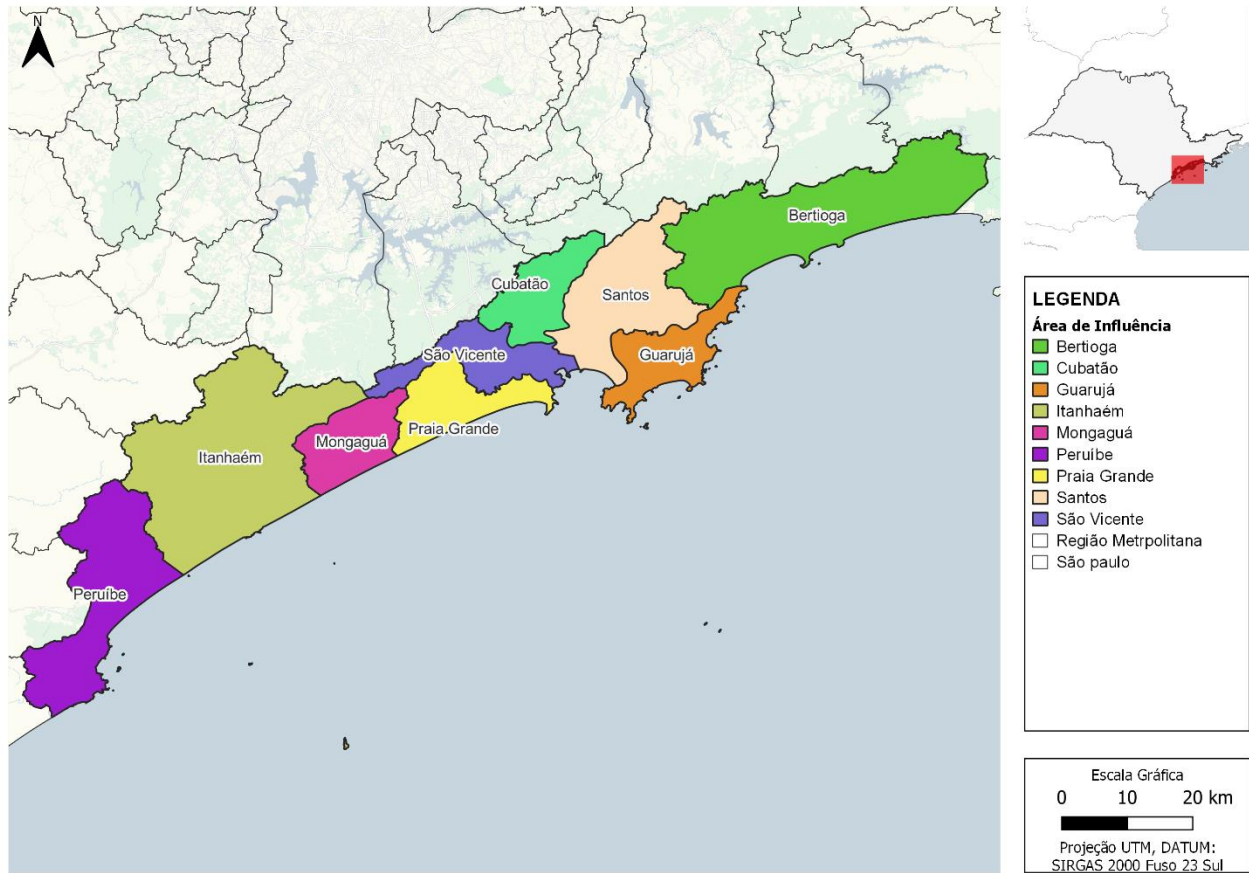 N
Bertioga
Santos
Cubatão
Guarujá
São Vicente
Praia Grande
Mongaguá
Itanhaém
Peruíbe
LEGENDA
Área de Influência
Bertioga
Cubatão
Guarujá
Itanhaém
Mongaguá
Peruíbe
Praia Grande
Santos
São Vicente
Região Metrpolitana
São paulo
Escala Gráfica
0 10 20 km
Projeção UTM, DATUM:
SIRGAS 2000 Fuso 23 Sul